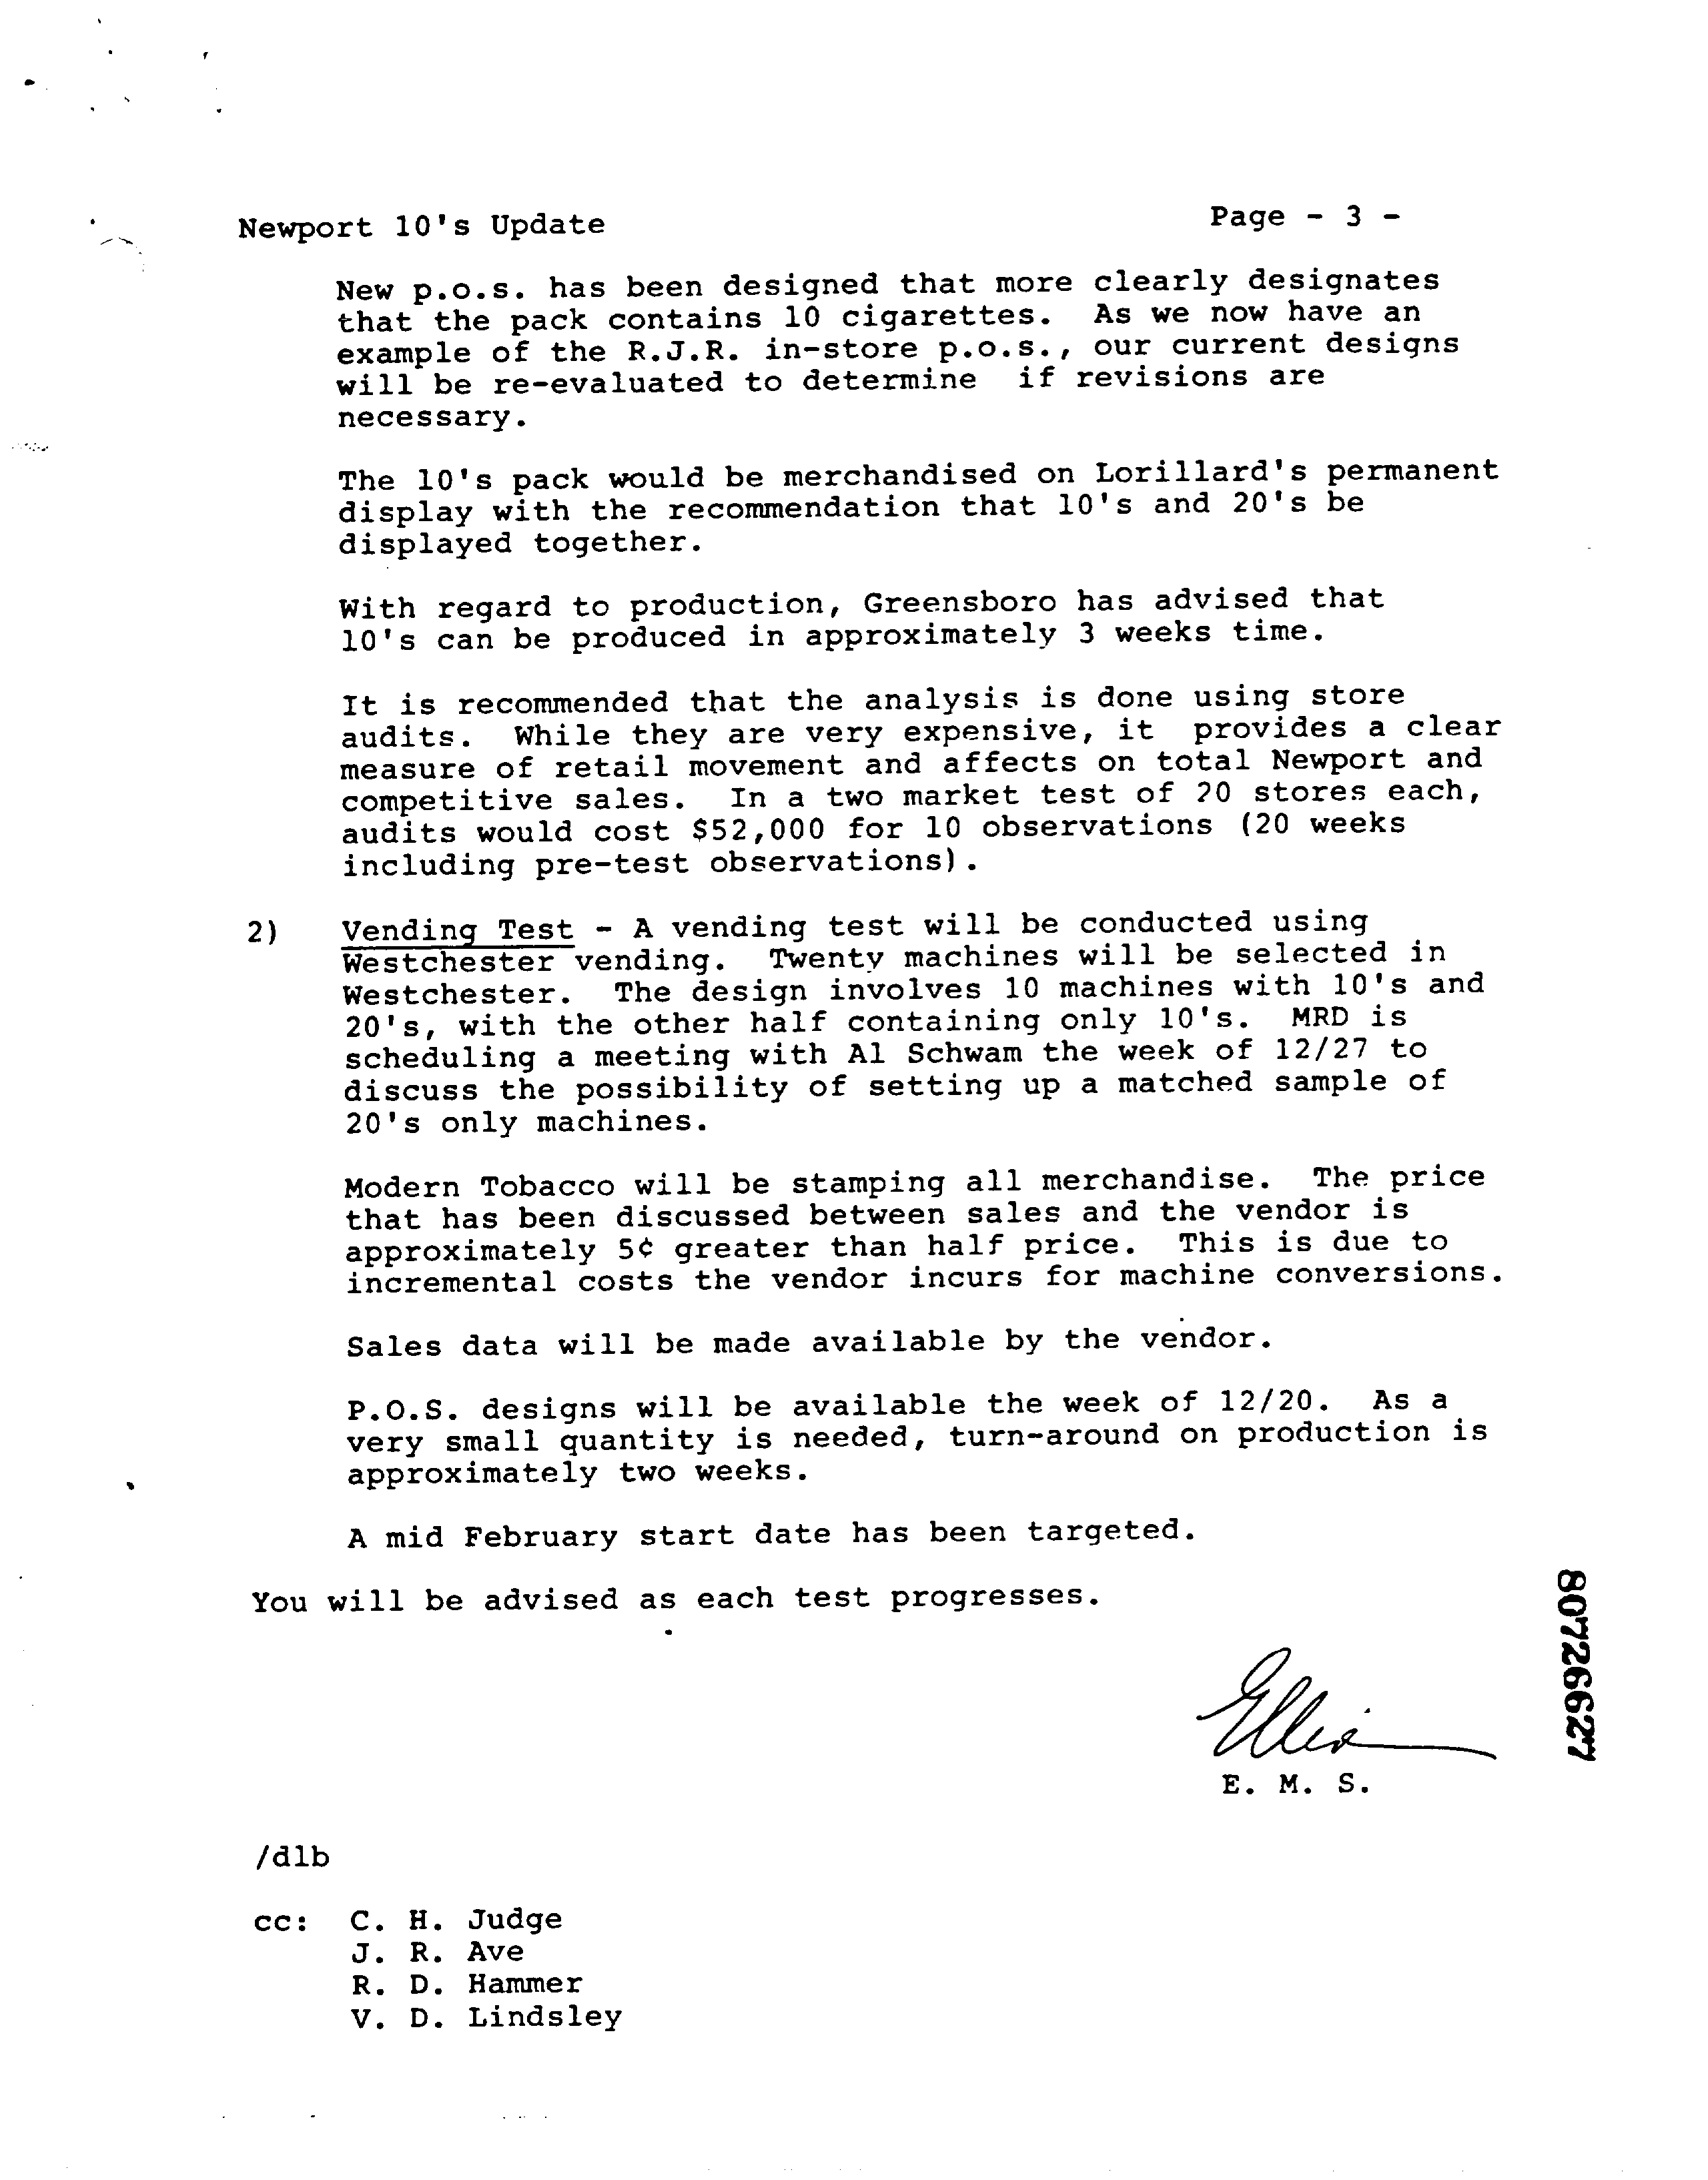 Newport 10's Update Page - 3 -
New p.o.s. has been designed that more clearly designates
that the pack contains 10 cigarettes. As we now have an
example of the R.J.R. in-store p.o.s., our current designs
will be re-evaluated to determine if revisions are
necessary.
The 10's pack would be merchandised on Lorillard's permanent
display with the recommendation that 10's and 20's be
displayed together.
With regard to production, Greensboro has advised that
10's can be produced in approximately 3 weeks time.
It is recommended that the analysis is done using store
audits. While they are very expensive, it provides a clear
measure of retail movement and affects on total Newport and
competitive sales. In a two market test of 20 stores each,
audits would cost $52,000 for 10 observations (20 weeks
including pre-test observations).
2) Vending Test - A vending test will be conducted using
Westchester vending. Twenty machines will be selected in
Westchester. The design involves 10 machines with 10's and
20's, with the other half containing only 10's. MRD is
scheduling a meeting with Al Schwam the week of 12/27 to
discuss the possibility of setting up a matched sample of
20's only machines.
Modern Tobacco will be stamping all merchandise. The price
that has been discussed between sales and the vendor is
approximately 5¢ greater than half price. This is due to
incremental costs the vendor incurs for machine conversions.
Sales data will be made available by the vendor.
P.O.S. designs will be available the week of 12/20. As a
very small quantity is needed, turn-around on production is
approximately two weeks.
A mid February start date has been targeted.
You will be advised as each test progresses.
80726627
E. M. S.
/dlb
cc: C. H. Judge
J. R. Ave
R. D. Hammer
V. D. Lindsley